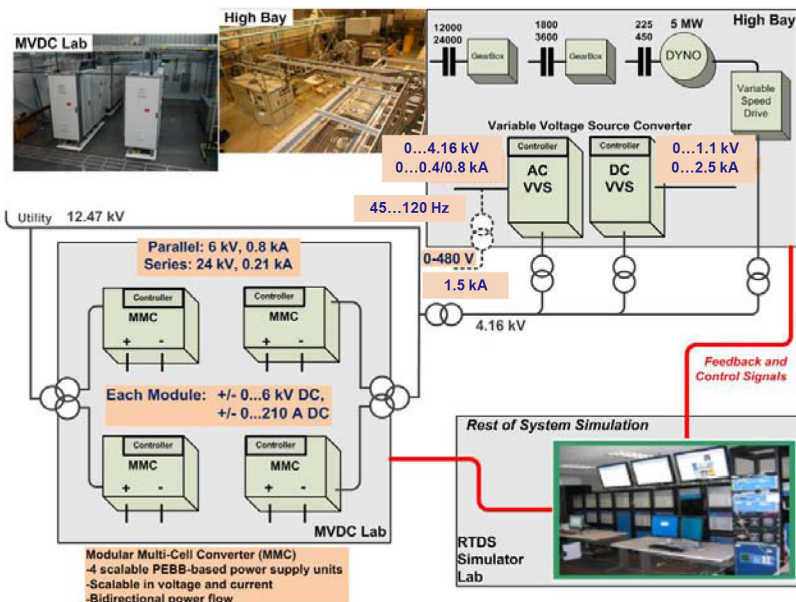 MVDC Lab
High Bay
High Bay
12000
24000
GearBox
1800
3600
GearBox
225
450
5 MW
DYNO
Variable
Speed
Drive
Variable Voltage Source Converter
0...4.16 kV
0...0.4/0.8 kA
Controller
AC
VVS
Controller
DC
VVS
0...1.1 kV
0...2.5 kA
45...120 Hz
0-480 V
1.5 kA
Utility
12.47 kV
4.16 kV
Parallel: 6 kV, 0.8 kA
Series: 24 kV, 0.21 kA
Controller
MMC
+ -
Controller
MMC
+ -
Each Module: +/- 0...6 kV DC,
+/- 0...210 A DC
Controller
MMC
+ -
Controller
MMC
+ -
MVDC Lab
Feedback and
Control Signals
Rest of System Simulation
RTDS
Simulator
Lab
Modular Multi-Cell Converter (MMC)
-4 scalable PEBB-based power supply units
-Scalable in voltage and current
-Bidirectional power flow